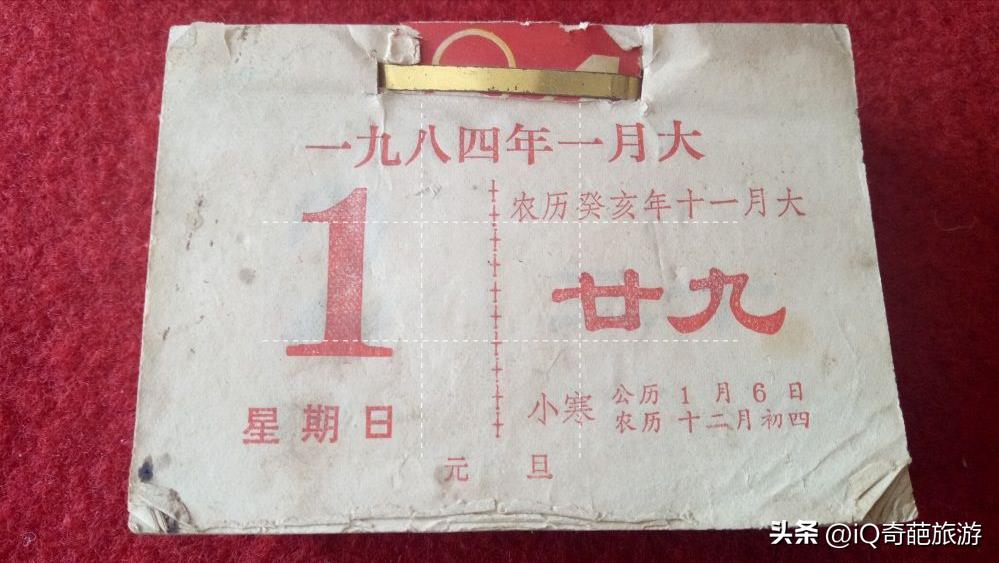 一九八四年一月大
1
星期日
农历癸亥年十一月大
廿九
小寒 公历1月6日
农历十二月初四
元旦
头条 @iQ奇葩旅游